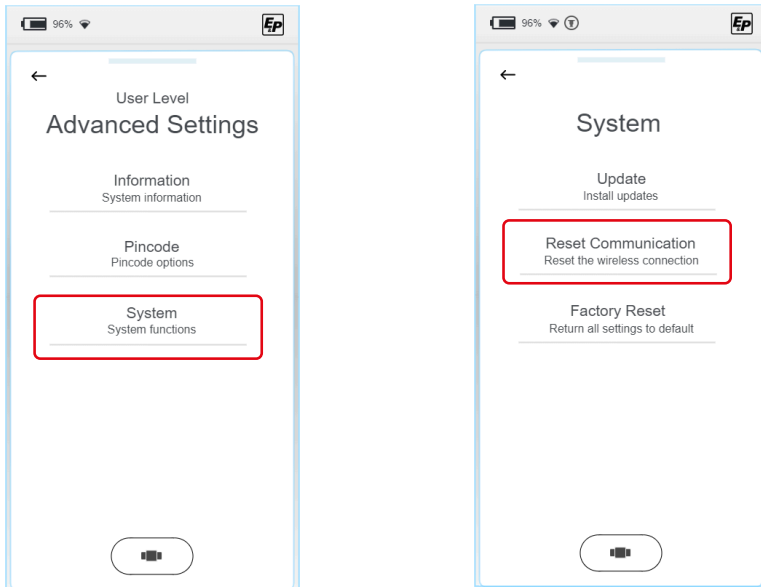 96%
EP
User Level
Advanced Settings
Information
System information
Pincode
Pincode options
System
System functions
96% T
EP
System
Update
Install updates
Reset Communication
Reset the wireless connection
Factory Reset
Return all settings to default